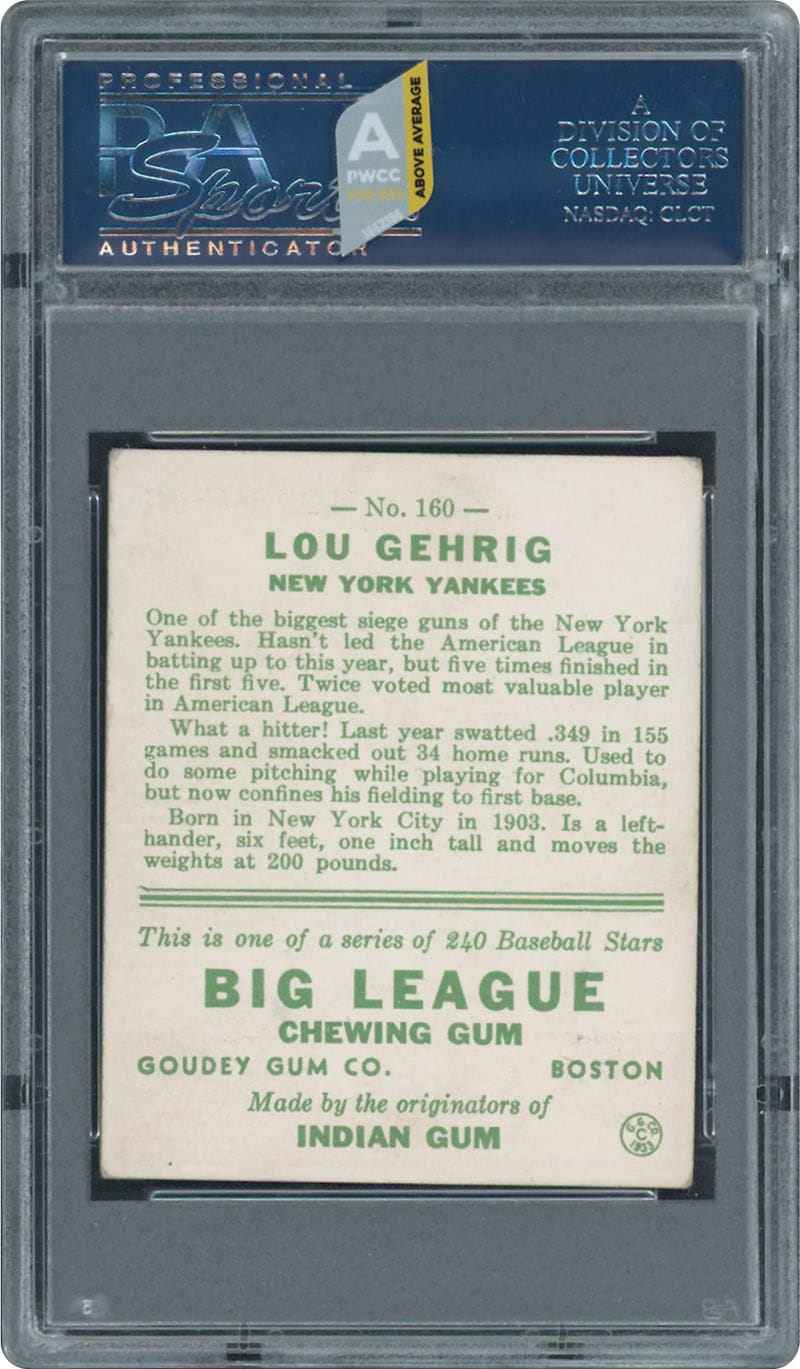 PROFESSIONAL
PSA
Sports
AUTHENTICATOR
A
PWCC
TOP 30%
3652396
ABOVE AVERAGE
A
DIVISION OF
COLLECTORS
UNIVERSE
NASDAQ: CLCT
— No. 160 —
LOU GEHRIG
NEW YORK YANKEES
One of the biggest siege guns of the New York
Yankees. Hasn't led the American League in
batting up to this year, but five times finished in
the first five. Twice voted most valuable player
in American League.
What a hitter! Last year swatted .349 in 155
games and smacked out 34 home runs. Used to
do some pitching while playing for Columbia,
but now confines his fielding to first base.
Born in New York City in 1903. Is a left-
hander, six feet, one inch tall and moves the
weights at 200 pounds.
This is one of a series of 240 Baseball Stars
BIG LEAGUE
CHEWING GUM
GOUDEY GUM CO. BOSTON
Made by the originators of
INDIAN GUM
G. G. CO.
C
1933
PSA